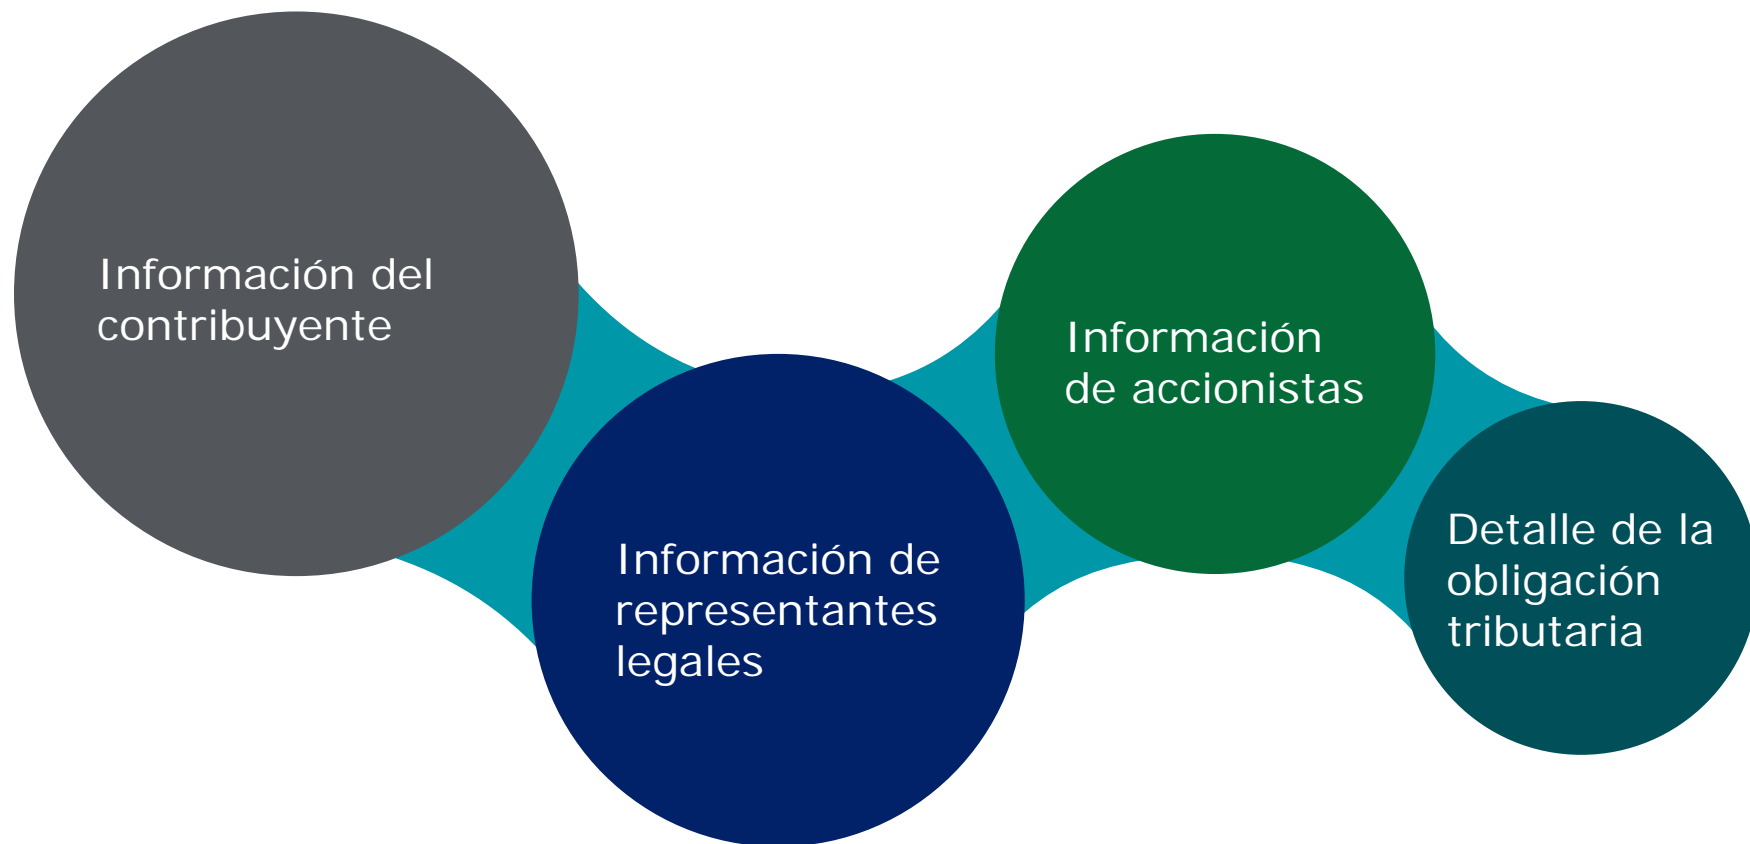 Información del
contribuyente
Información de
representantes
legales
Información
de accionistas
Detalle de la
obligación
tributaria